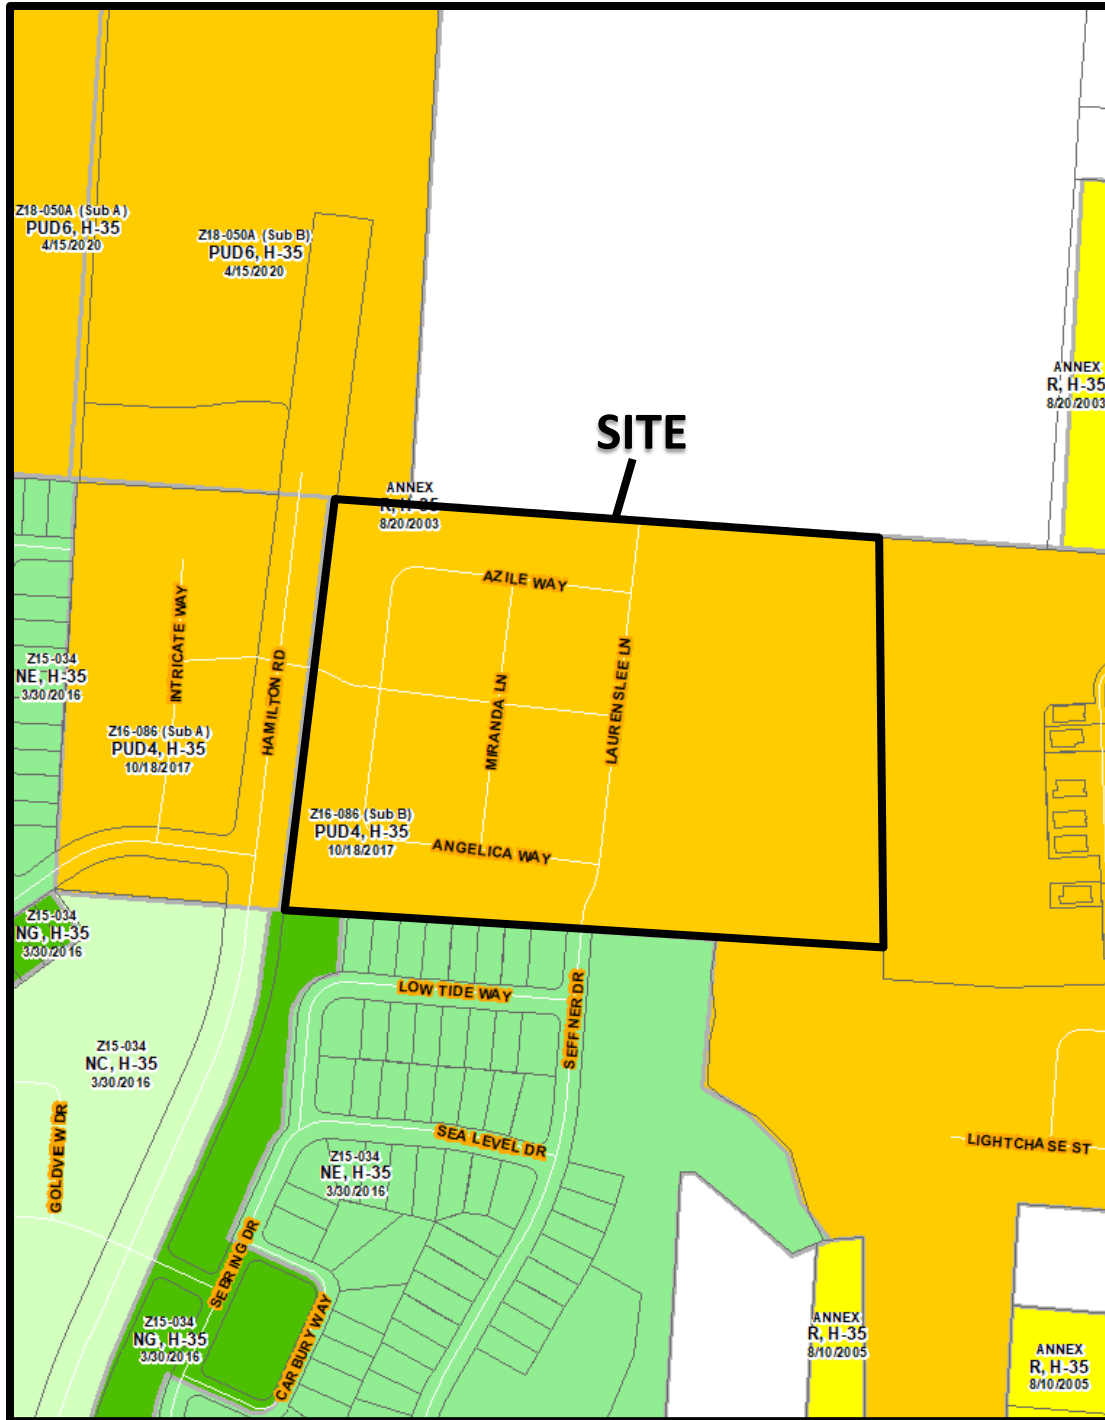 Z18-050A (Sub A)
PUD6, H-35
4/15/2020
Z18-050A (Sub B)
PUD6, H-35
4/15/2020
ANNEX
R, H-35
8/20/2003
SITE
ANNEX
R, H-35
8/20/2003
AZILE WAY
INTRICATE WAY
HAMILTON RD
MIRANDA LN
LAURENSLEE LN
Z15-034
NE, H-35
3/30/2016
Z16-086 (Sub A)
PUD4, H-35
10/18/2017
Z16-086 (Sub B)
PUD4, H-35
10/18/2017
ANGELICA WAY
Z15-034
NG, H-35
3/30/2016
LOW TIDE WAY
SEFFNER DR
Z15-034
NC, H-35
3/30/2016
GOLDVIEW DR
SEA LEVEL DR
LIGHTCHASE ST
Z15-034
NE, H-35
3/30/2016
SEBRING DR
CARBURY WAY
Z15-034
NG, H-35
3/30/2016
ANNEX
R, H-35
8/10/2005
ANNEX
R, H-35
8/10/2005